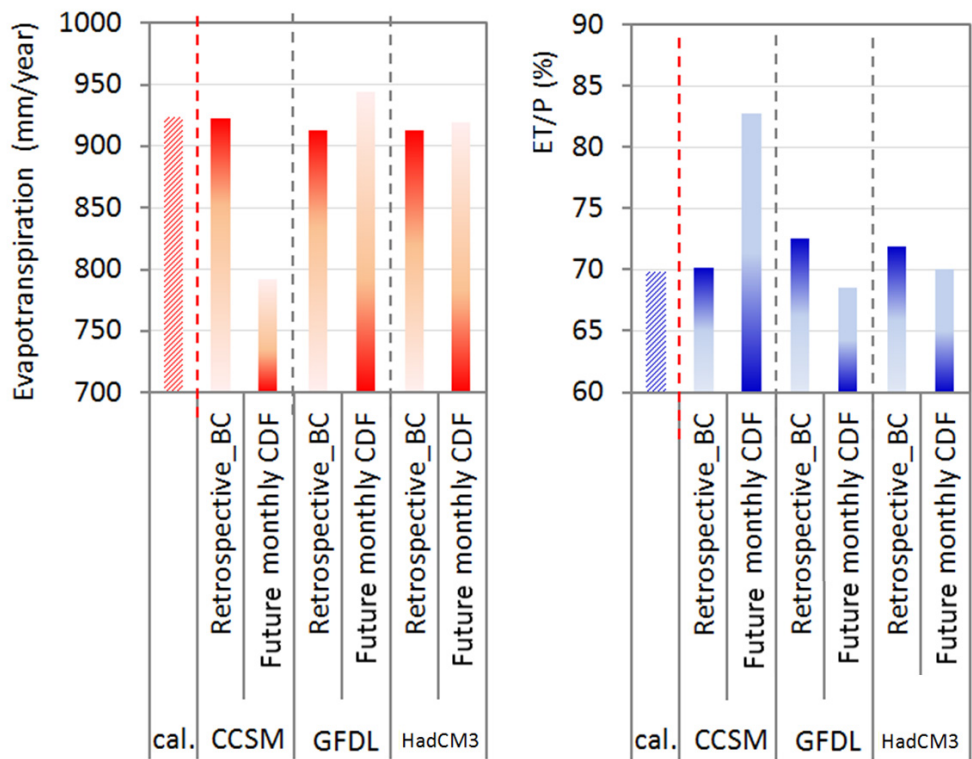 Evapotranspiration (mm/year)
1000
950
900
850
800
750
700
Retrospective_BC
Future monthly CDF
Retrospective_BC
Future monthly CDF
Retrospective_BC
Future monthly CDF
cal.
CCSM
GFDL
HadCM3
ET/P (%)
90
85
80
75
70
65
60
Retrospective_BC
Future monthly CDF
Retrospective_BC
Future monthly CDF
Retrospective_BC
Future monthly CDF
cal.
CCSM
GFDL
HadCM3